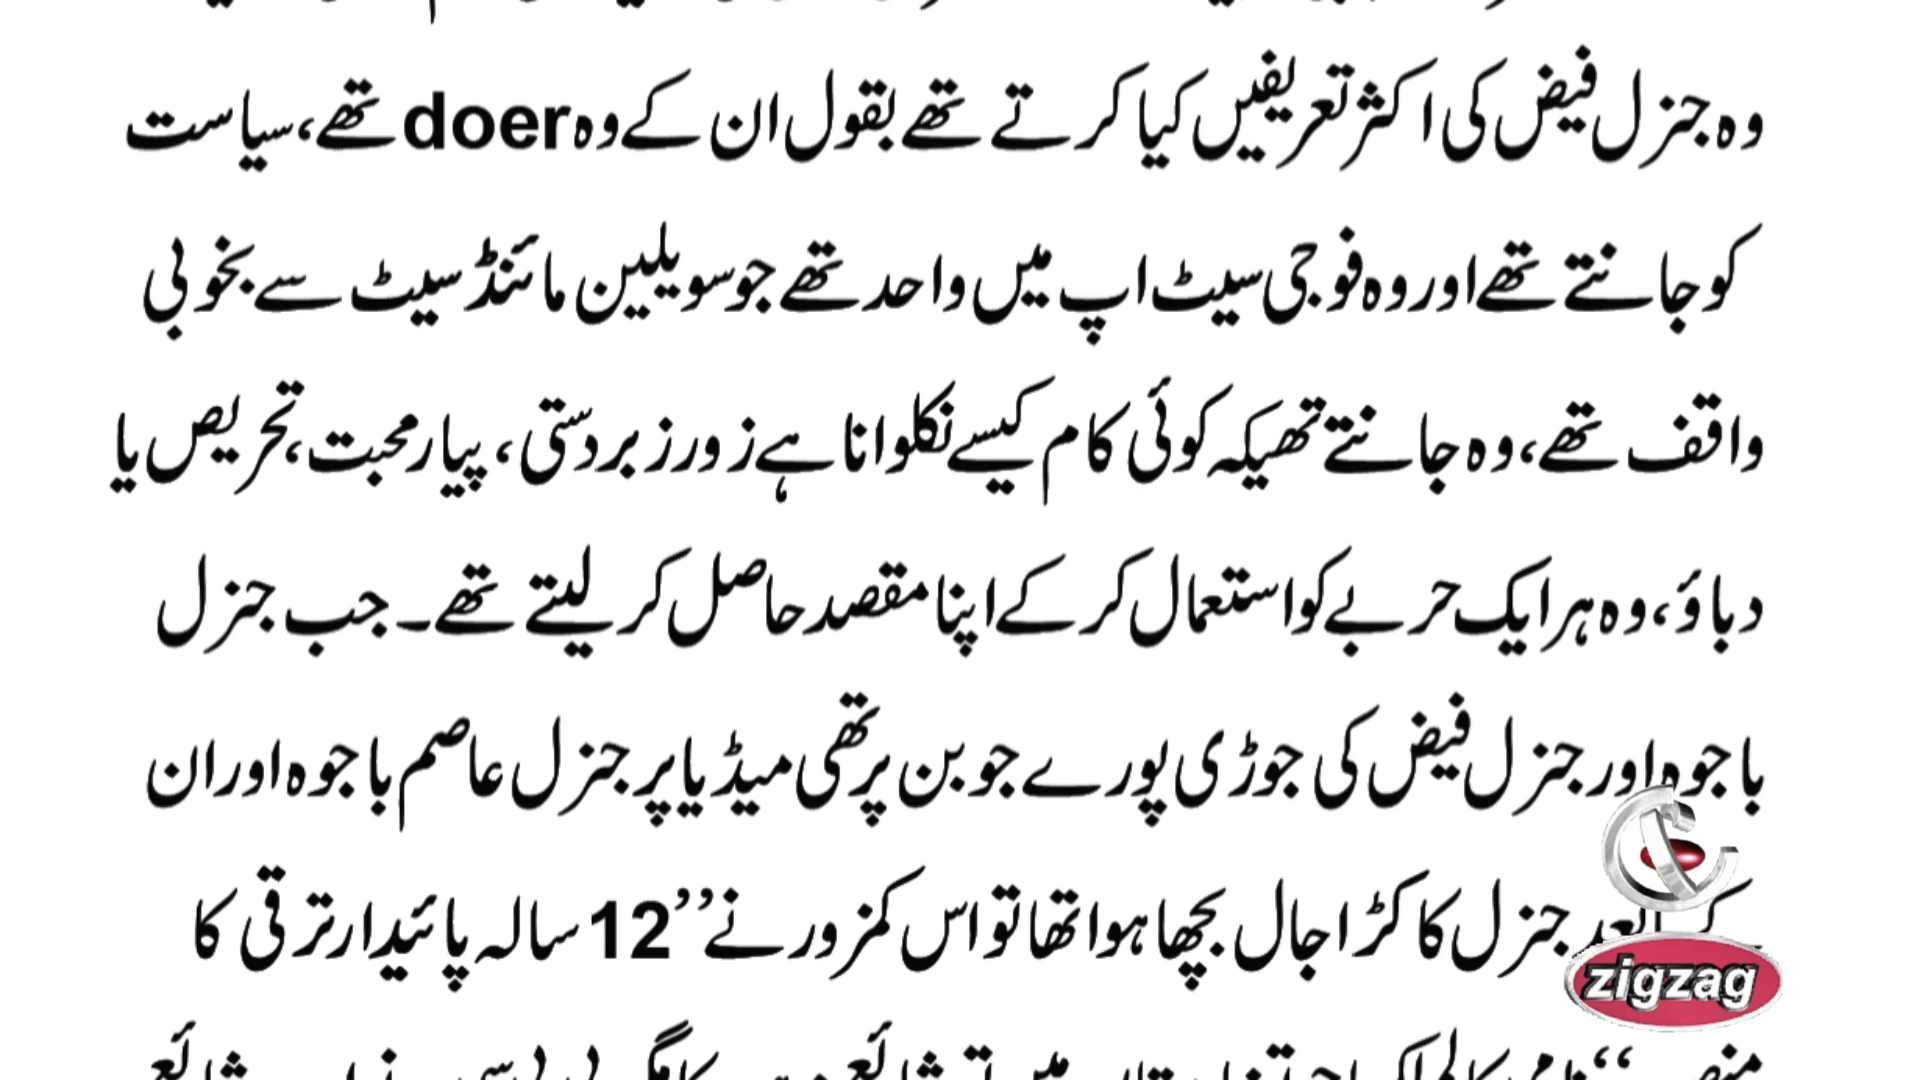 وہ جنرل فیض کی اکثر تعریفیں کیا کرتے تھے بقول ان کے وہ doer تھے، سیاست
کو جانتے تھے اور وہ فوجی سیٹ اپ میں واحد تھے جو سویلین مائنڈ سیٹ سے بخوبی
واقف تھے، وہ جانتے تھیکہ کوئی کام کیسے نکلوانا ہے زور زبردستی، پیار محبت، تحریص یا
دباؤ، وہ ہر ایک حربے کو استعمال کر کے اپنا مقصد حاصل کر لیتے تھے۔ جب جنرل
باجوہ اور جنرل فیض کی جوڑی پورے جوبن پر تھی میڈیا پر جنرل عاصم باجوہ اور ان
کے بعد جنرل کا کڑا جال بچھا ہوا تھا تو اس کمزور نے ’’12 سالہ پائیدار ترقی کا
zigzag